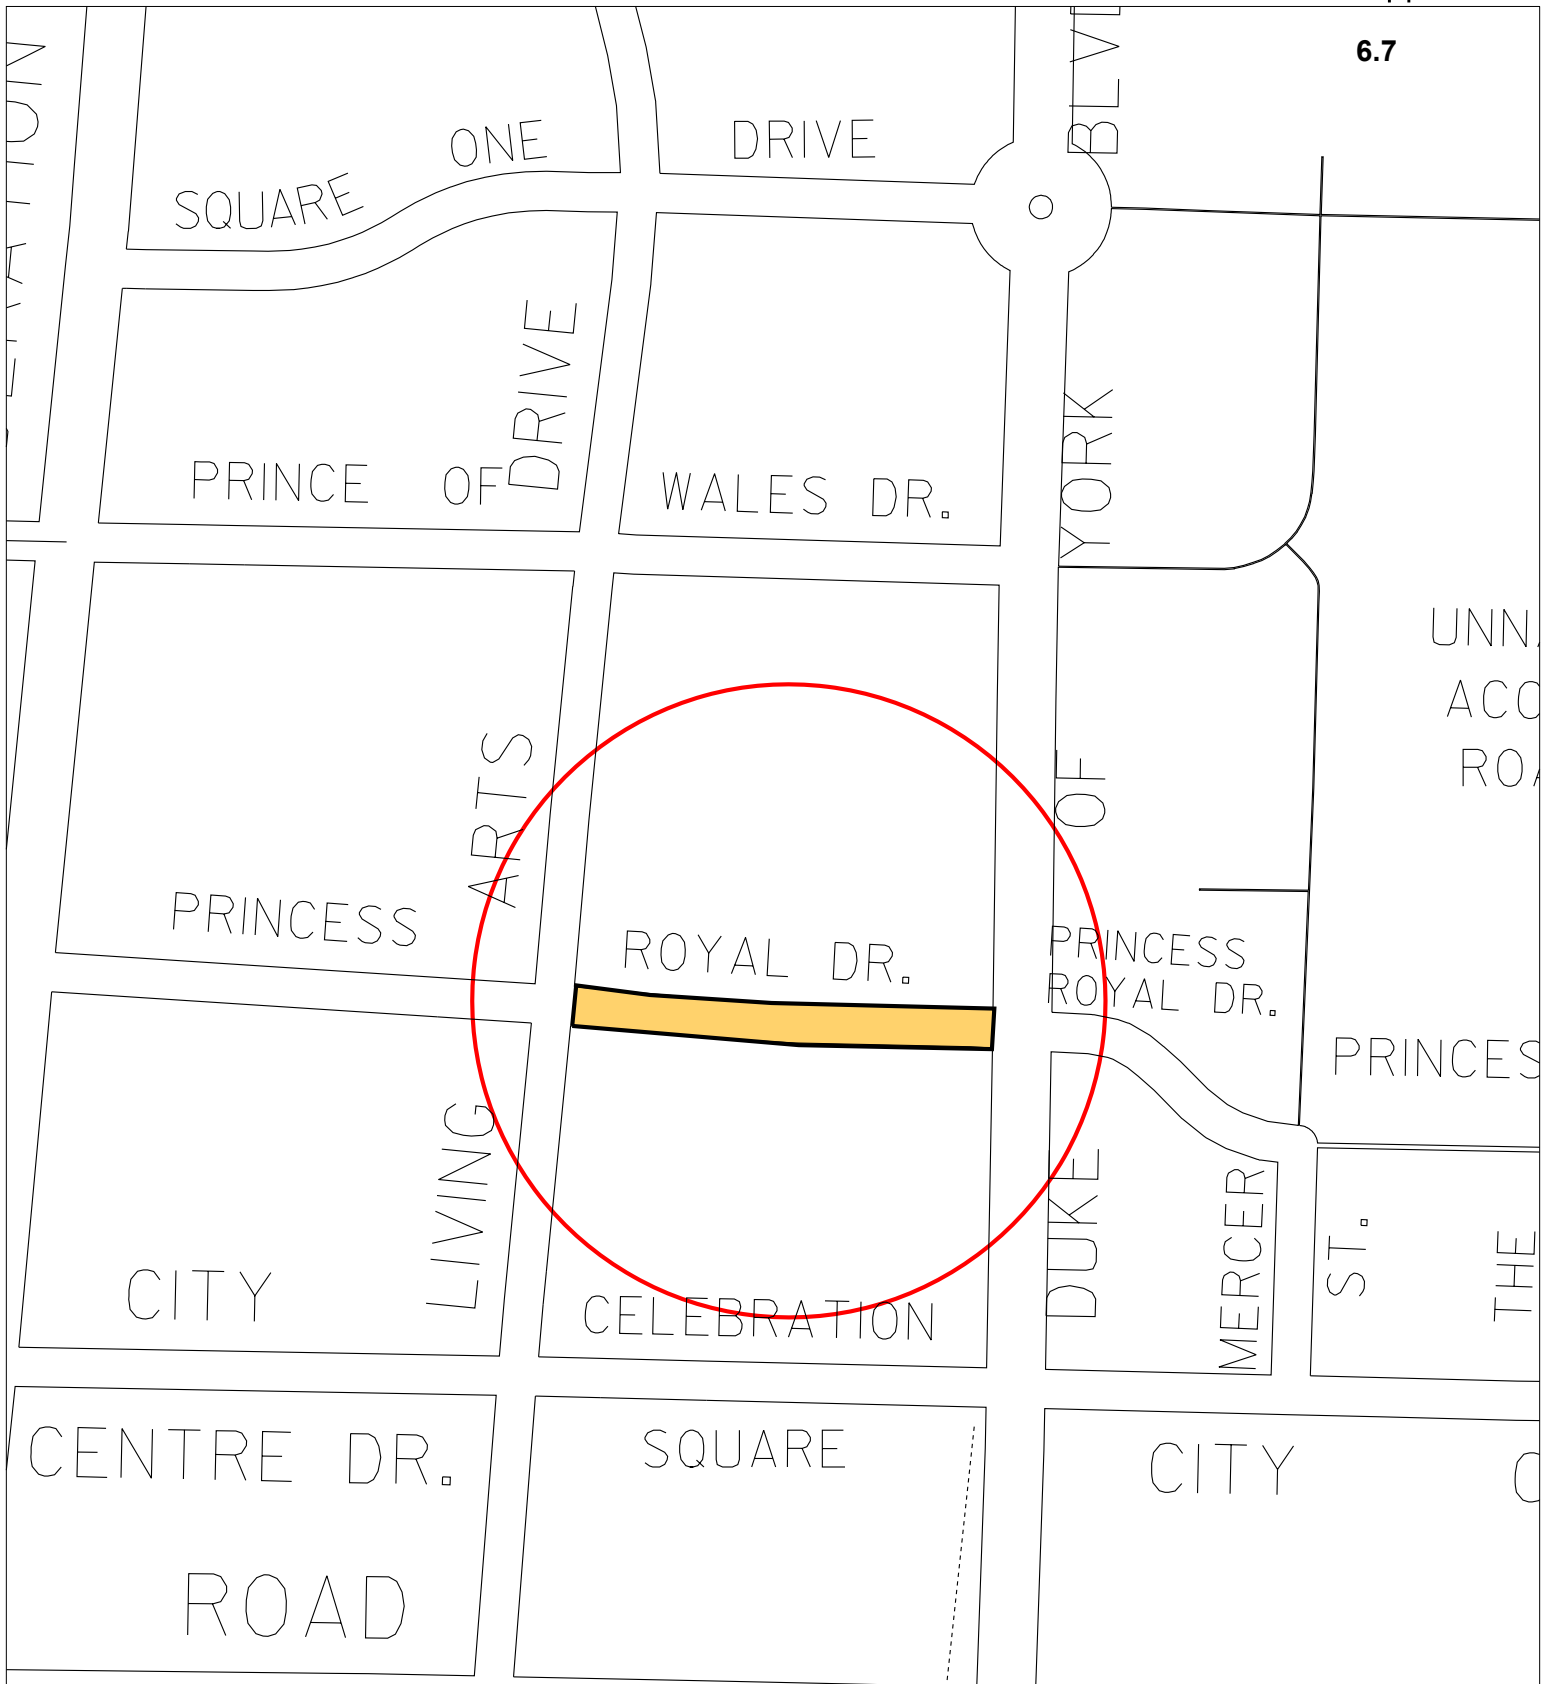 6.7
BLVD
ONE
DRIVE
SQUARE
DRIVE
PRINCE OF
WALES DR.
YORK
UNN
ACC
ROA
ARTS
OF
PRINCESS
ROYAL DR.
PRINCESS
ROYAL DR.
PRINCES
LIVING
DUKE
MERCER
ST.
THE
CITY
CELEBRATION
CENTRE DR.
SQUARE
CITY
C
ROAD